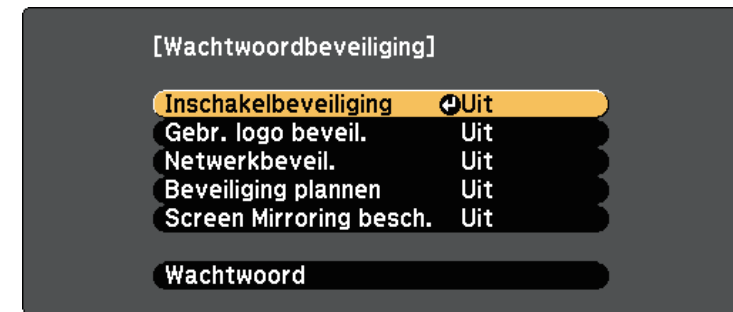 [Wachtwoordbeveiliging]
Inschakelbeveiliging Uit
Gebr. logo beveil. Uit
Netwerkbeveil. Uit
Beveiliging plannen Uit
Screen Mirroring besch. Uit
Wachtwoord